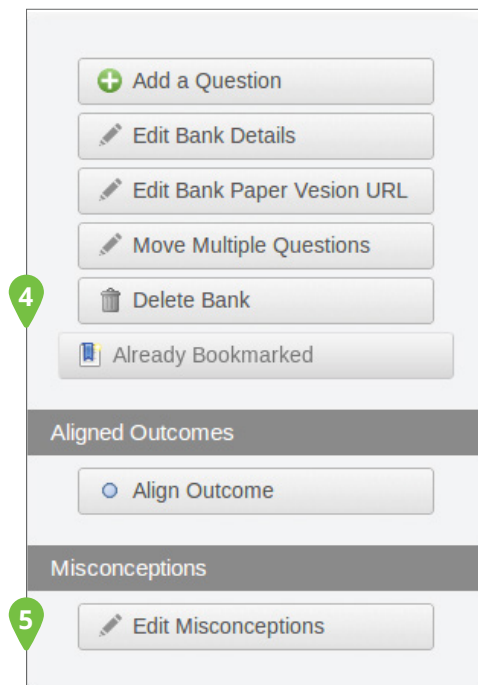 Add a Question
Edit Bank Details
Edit Bank Paper Vesion URL
Move Multiple Questions
4
Delete Bank
Already Bookmarked
Aligned Outcomes
Align Outcome
Misconceptions
5
Edit Misconceptions